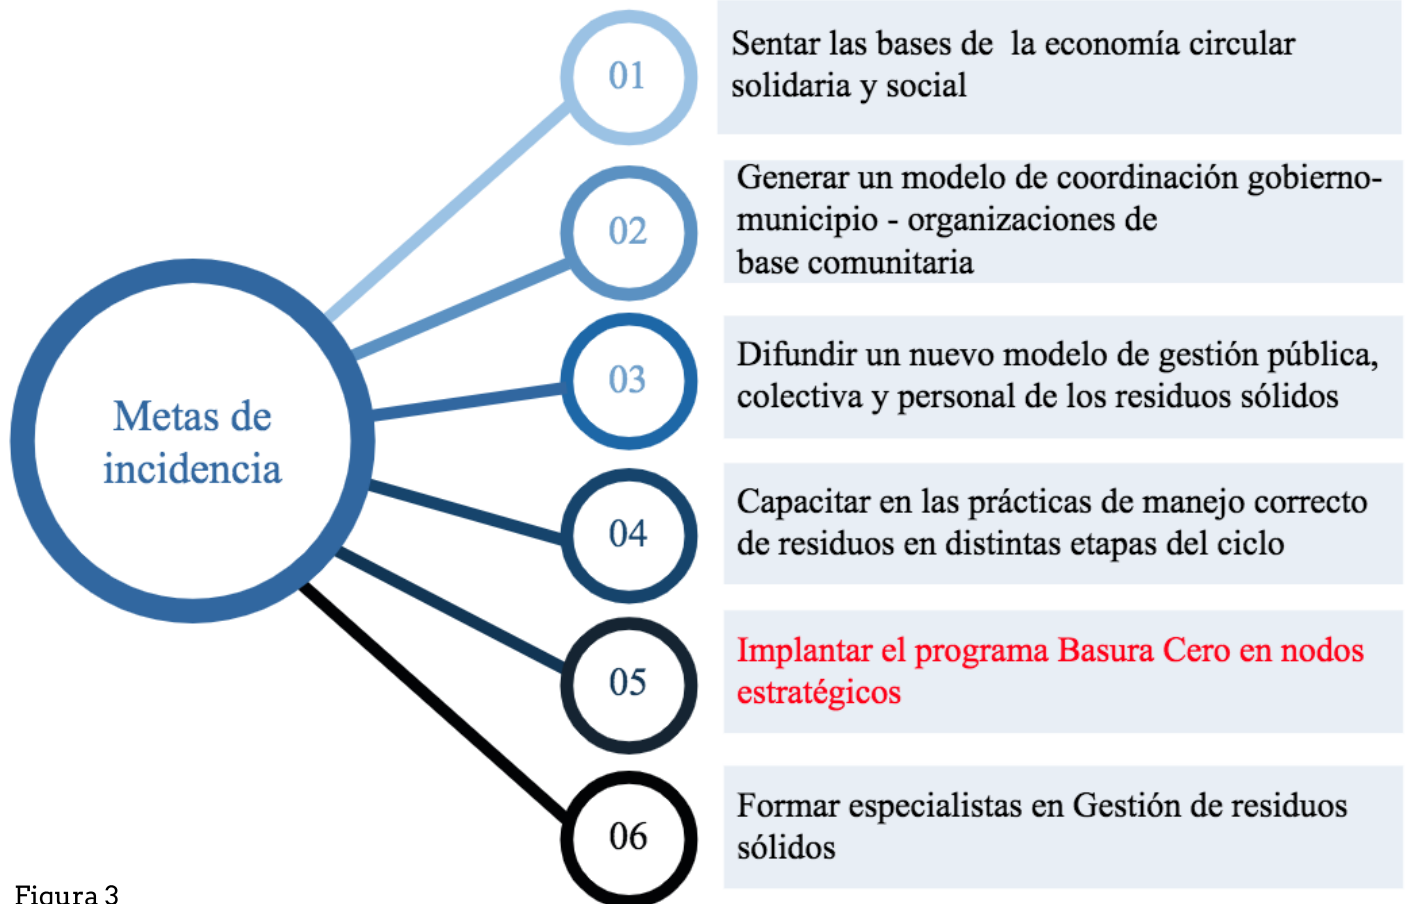 01
Sentar las bases de  la economía circular
solidaria y social
02
Generar un modelo de coordinación gobierno-
municipio - organizaciones de
base comunitaria
03
Difundir un nuevo modelo de gestión pública,
colectiva y personal de los residuos sólidos
Metas de
incidencia
04
Capacitar en las prácticas de manejo correcto
de residuos en distintas etapas del ciclo
05
Implantar el programa Basura Cero en nodos
estratégicos
06
Formar especialistas en Gestión de residuos
sólidos
Figura 3